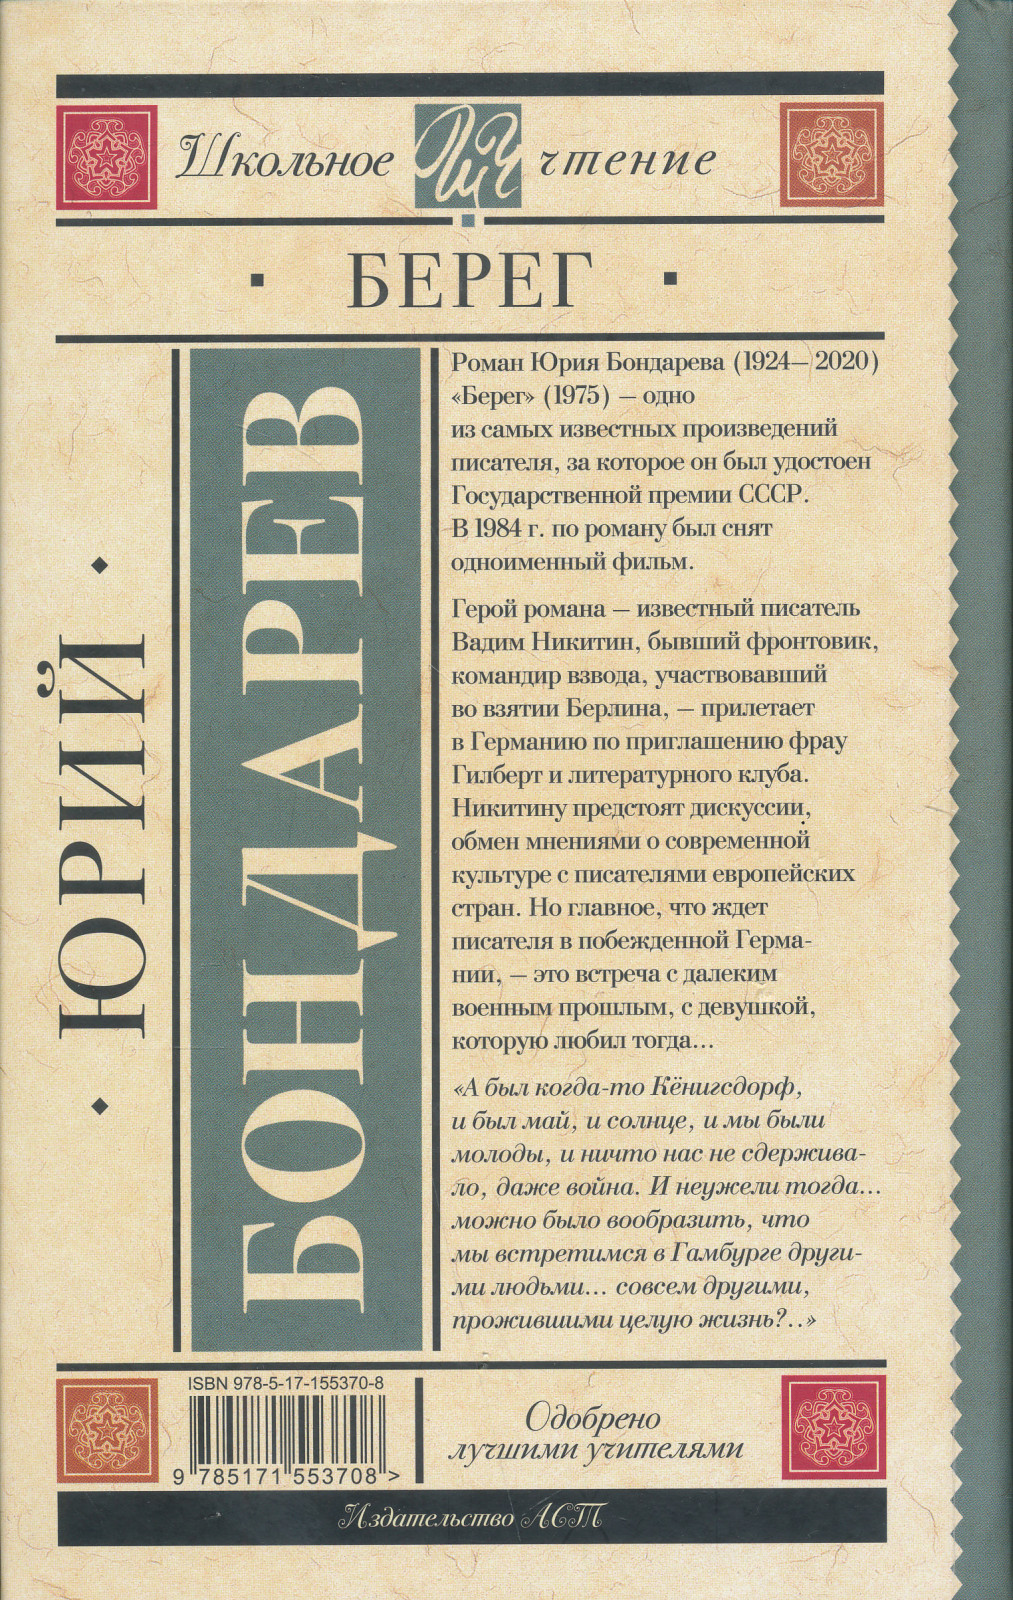 Школьное чтение
БЕРЕГ
ЮРИЙ
БОНДАРЕВ
Роман Юрия Бондарева (1924—2020)
«Берег» (1975) — одно
из самых известных произведений
писателя, за которое он был удостоен
Государственной премии СССР.
В 1984 г. по роману был снят
одноименный фильм.
Герой романа — известный писатель
Вадим Никитин, бывший фронтовик,
командир взвода, участвовавший
во взятии Берлина, — прилетает
в Германию по приглашению фрау
Гилберт и литературного клуба.
Никитину предстоят дискуссии,
обмен мнениями о современной
культуре с писателями европейских
стран. Но главное, что ждет
писателя в побежденной Герма-
нии, — это встреча с далеким
военным прошлым, с девушкой,
которую любил тогда...
«А был когда-то Кёнигсдорф,
и был май, и солнце, и мы были
молоды, и ничто нас не сдержива-
ло, даже война. И неужели тогда...
можно было вообразить, что
мы встретимся в Гамбурге други-
ми людьми... совсем другими,
прожившими целую жизнь?..»
ISBN 978-5-17-155370-8
9 785171 553708 >
Одобрено
лучшими учителями
Издательство АСТ